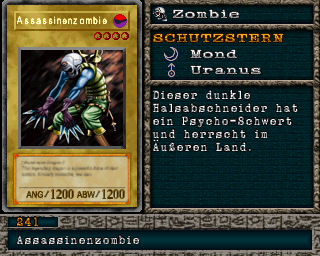 Assassinenzombie
ANG/1200 ABW/1200
Zombie
SCHUTZSTERN
Mond
Uranus
Dieser dunkle
Halsabschneider hat
ein Psycho-Schwert
und herrscht im
Äußeren Land.
241
Assassinenzombie